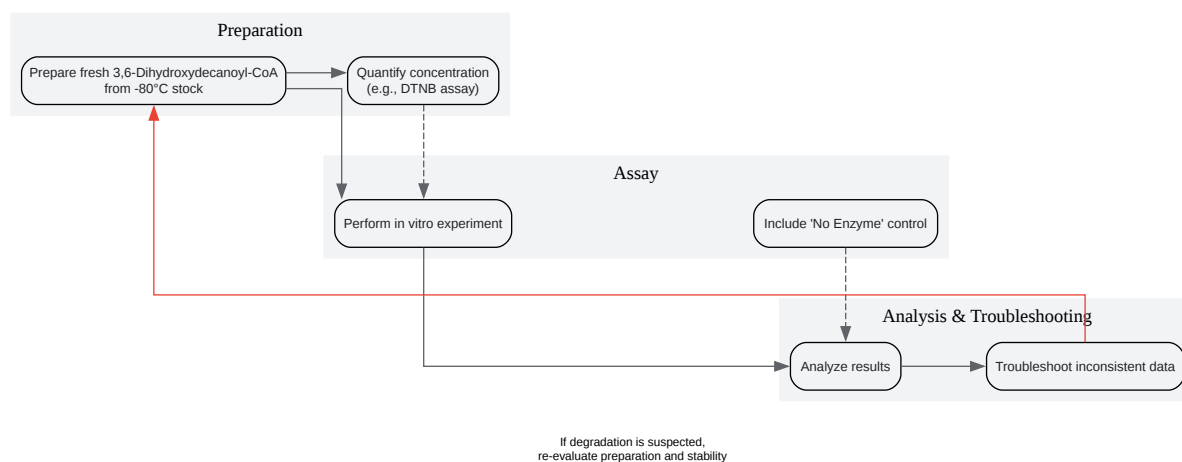 Preparation
Prepare fresh 3,6-Dihydroxydecanoyl-CoA
from -80°C stock
Quantify concentration
(e.g., DTNB assay)
Assay
Perform in vitro experiment
Include 'No Enzyme' control
Analysis & Troubleshooting
Analyze results
Troubleshoot inconsistent data
If degradation is suspected,
re-evaluate preparation and stability